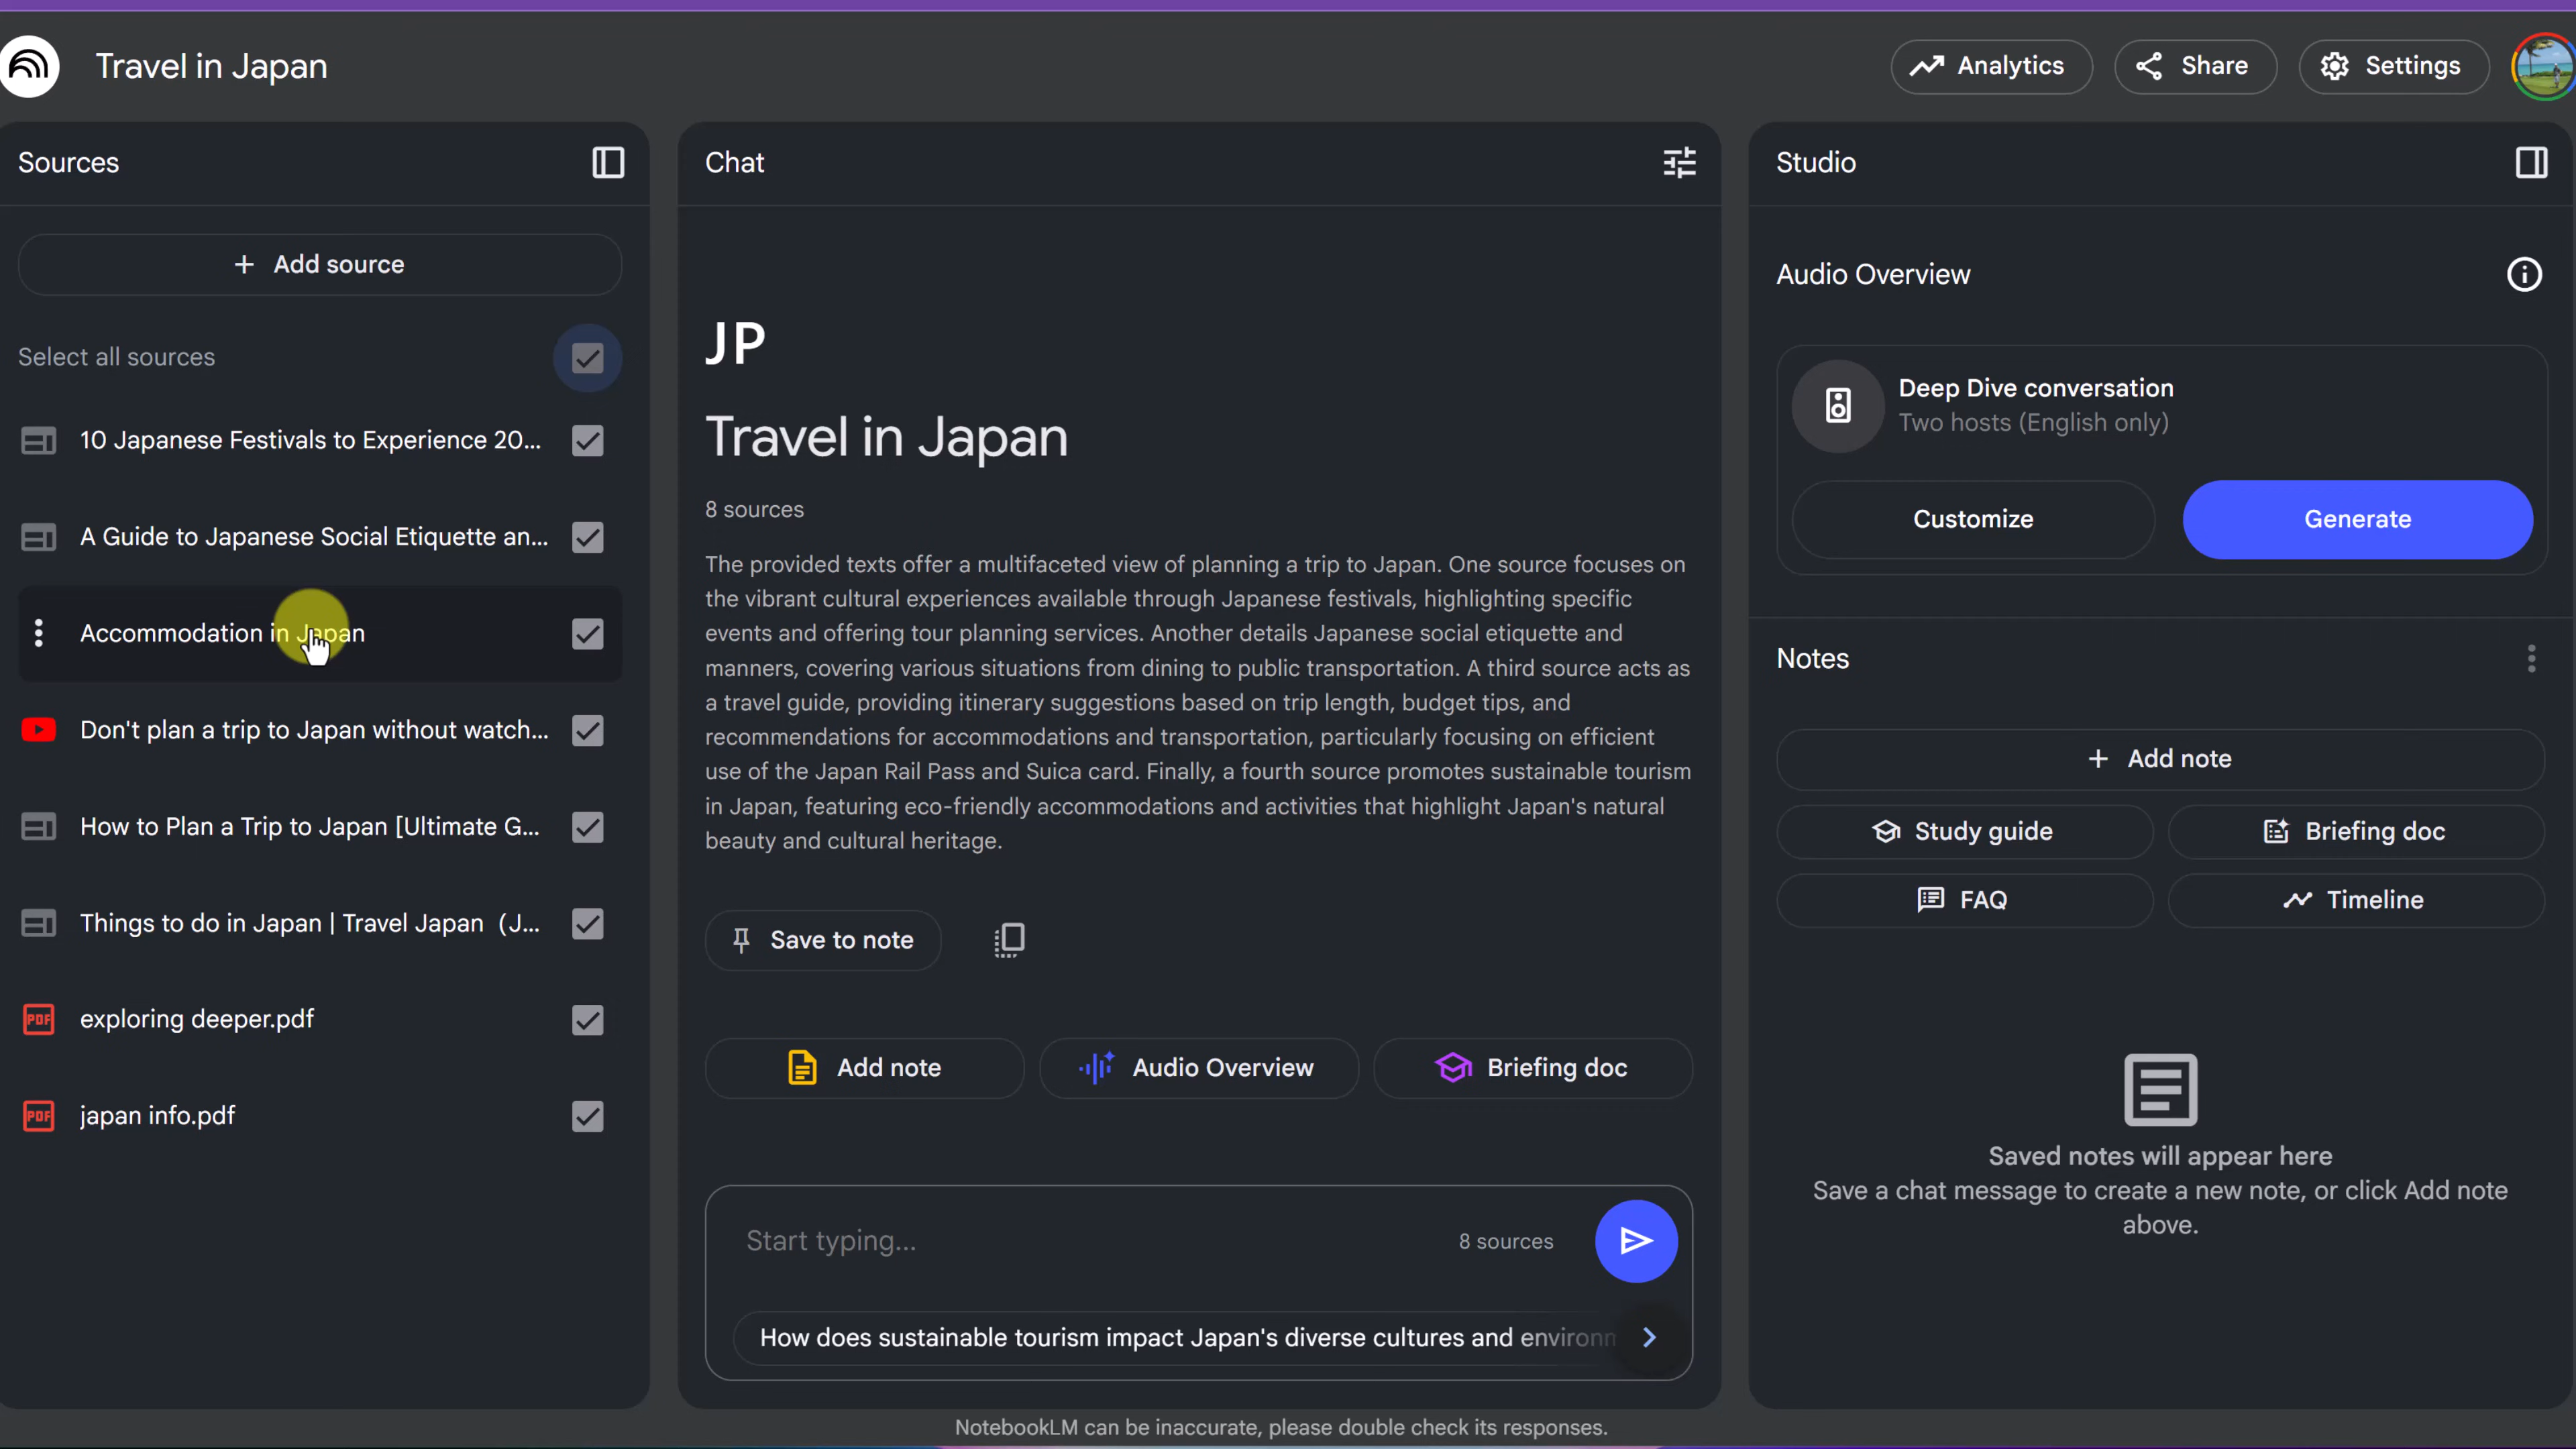 Travel in Japan
Analytics
Share
Settings
Sources
Add source
Select all sources
10 Japanese Festivals to Experience 20...
A Guide to Japanese Social Etiquette an...
Accommodation in Japan
Don't plan a trip to Japan without watch...
How to Plan a Trip to Japan [Ultimate G...
Things to do in Japan | Travel Japan (J...
PDF exploring deeper.pdf
PDF japan info.pdf
Chat
JP
Travel in Japan
8 sources
The provided texts offer a multifaceted view of planning a trip to Japan. One source focuses on
the vibrant cultural experiences available through Japanese festivals, highlighting specific
events and offering tour planning services. Another details Japanese social etiquette and
manners, covering various situations from dining to public transportation. A third source acts as
a travel guide, providing itinerary suggestions based on trip length, budget tips, and
recommendations for accommodations and transportation, particularly focusing on efficient
use of the Japan Rail Pass and Suica card. Finally, a fourth source promotes sustainable tourism
in Japan, featuring eco-friendly accommodations and activities that highlight Japan's natural
beauty and cultural heritage.
Save to note
Add note
Audio Overview
Briefing doc
Start typing...
8 sources
How does sustainable tourism impact Japan's diverse cultures and environm
Studio
Audio Overview
Deep Dive conversation
Two hosts (English only)
Customize
Generate
Notes
Add note
Study guide
Briefing doc
FAQ
Timeline
Saved notes will appear here
Save a chat message to create a new note, or click Add note
above.
NotebookLM can be inaccurate, please double check its responses.